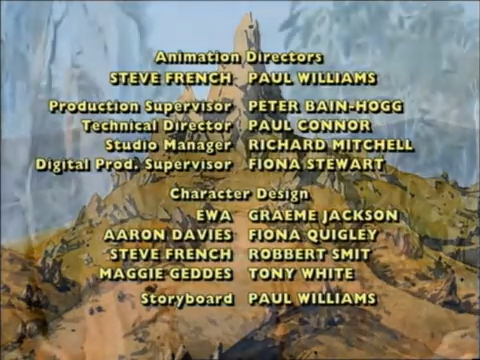 Animation Directors
STEVE FRENCH PAUL WILLIAMS
Production Supervisor PETER BAIN-HOGG
Technical Director PAUL CONNOR
Studio Manager RICHARD MITCHELL
Digital Prod. Supervisor FIONA STEWART
Character Design
EWA GRAEME JACKSON
AARON DAVIES FIONA QUIGLEY
STEVE FRENCH ROBBERT SMIT
MAGGIE GEDDES TONY WHITE
Storyboard PAUL WILLIAMS